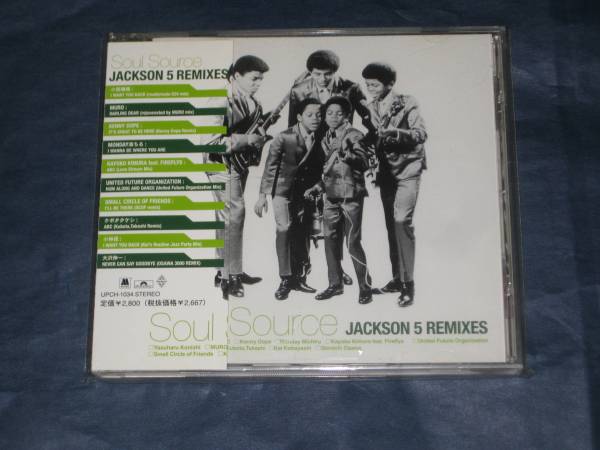 Soul Source
JACKSON 5 REMIXES
小西康陽:
I WANT YOU BACK (readymade 524 mix)
MURO:
DARLING DEAR (rejuvenated by MURO mix)
KENNY DOPE:
IT'S GREAT TO BE HERE (Kenny Dope Remix)
MONDAY満ちる:
I WANNA BE WHERE YOU ARE
KAYOKO KIMURA feat. FIREFLYS:
ABC (Love Stream Mix)
UNITED FUTURE ORGANIZATION:
HUM ALONG AND DANCE (United Future Organization Mix)
SMALL CIRCLE OF FRIENDS:
I'LL BE THERE (SCOF remix)
クボタタケシ:
ABC (Kubota,Takeshi Remix)
小林径:
I WANT YOU BACK (Kei's Routine Jazz Party Mix)
大沢伸一:
NEVER CAN SAY GOODBYE (OSAWA 3000 REMIX)
UPCH-1034 STEREO
定価¥2,800 (税抜価格¥2,667)
Soul Source JACKSON 5 REMIXES
Yasuharu Konishi MURO Kenny Dope Monday Michiru Kayoko Kimura feat. Fireflys United Future Organization
Small Circle of Friends Kubota Takeshi Kei Kobayashi Shinichi Osawa